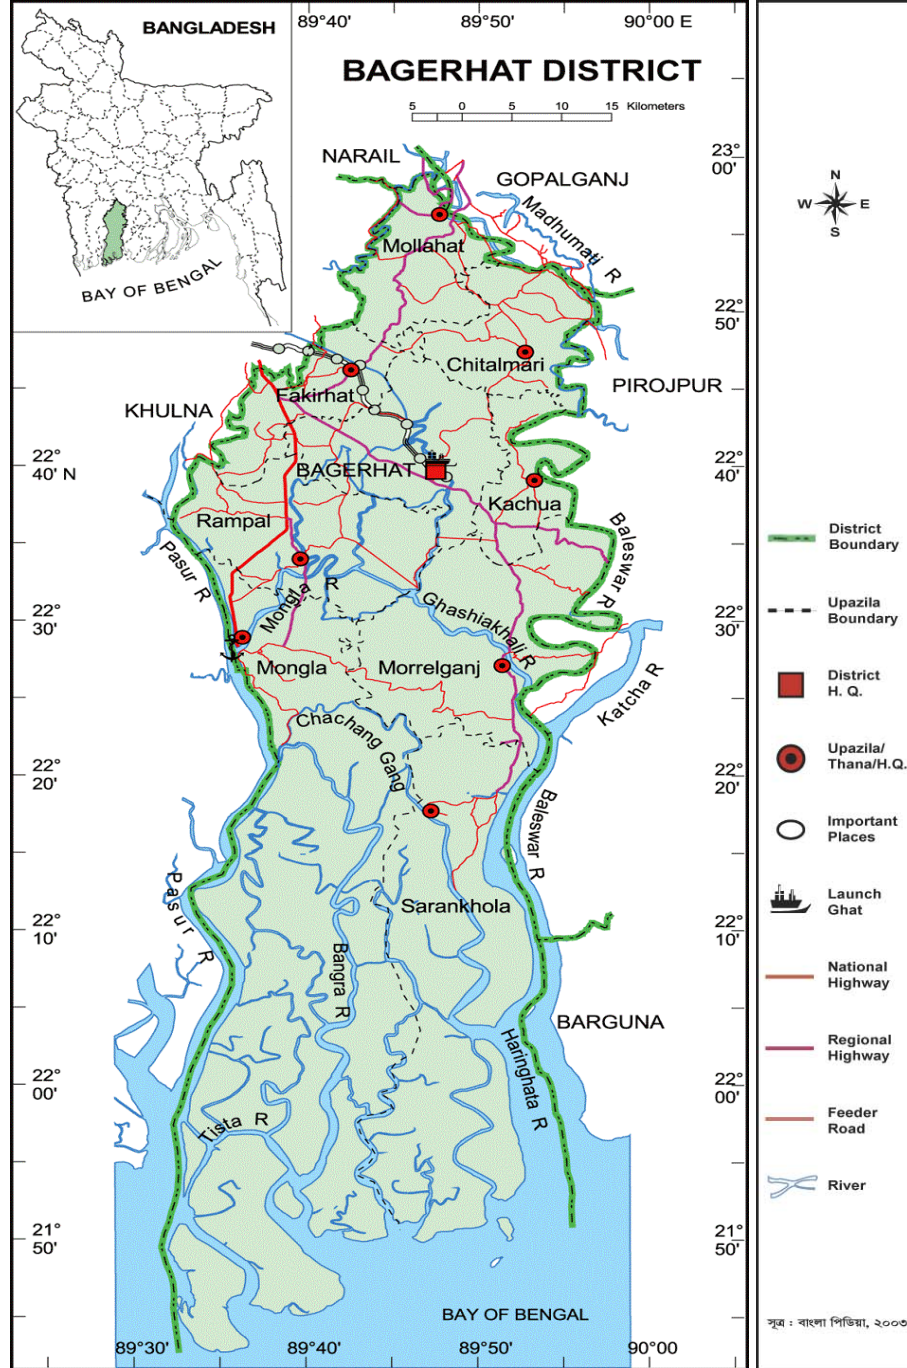 89°40' 89°50' 90°00 E
BANGLADESH
BAY OF BENGAL
BAGERHAT DISTRICT
5 0 5 10 15 Kilometers
NARAIL
GOPALGANJ
Madhumati R
Mollahat
23°
00'
22°
50'
Chitalmari
PIROJPUR
Fakirhat
KHULNA
22°
40' N
22°
40'
BAGERHAT
Kachua
Rampal
Baleswar R
Pasur R
Mongla R
Ghashiakhali R
22°
30'
22°
30'
Mongla
Morrelganj
Katcha R
Chachang Gang
22°
20'
22°
20'
Baleswar R
Pasur R
Sarankhola
22°
10'
22°
10'
Bangra R
BARGUNA
Haringhata R
22°
00'
22°
00'
Tista R
21°
50'
21°
50'
BAY OF BENGAL
89°30' 89°40' 89°50' 90°00
N
W E
S
District
Boundary
Upazila
Boundary
District
H. Q.
Upazila/
Thana/H.Q.
Important
Places
Launch
Ghat
National
Highway
Regional
Highway
Feeder
Road
River
সূত্র : বাংলা পিডিয়া, ২০০৩